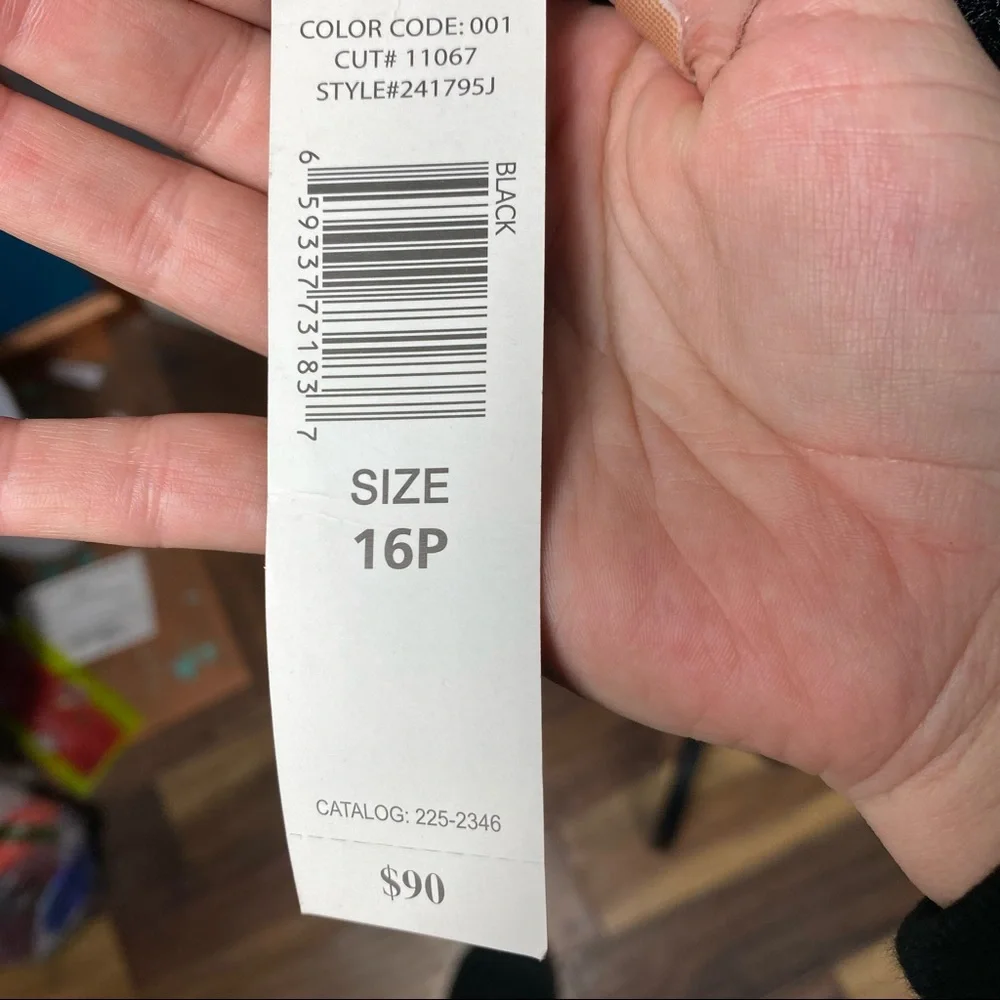 COLOR CODE: 001
CUT# 11067
STYLE#241795J
BLACK
6 59337 73183 7
SIZE
16P
CATALOG: 225-2346
$90